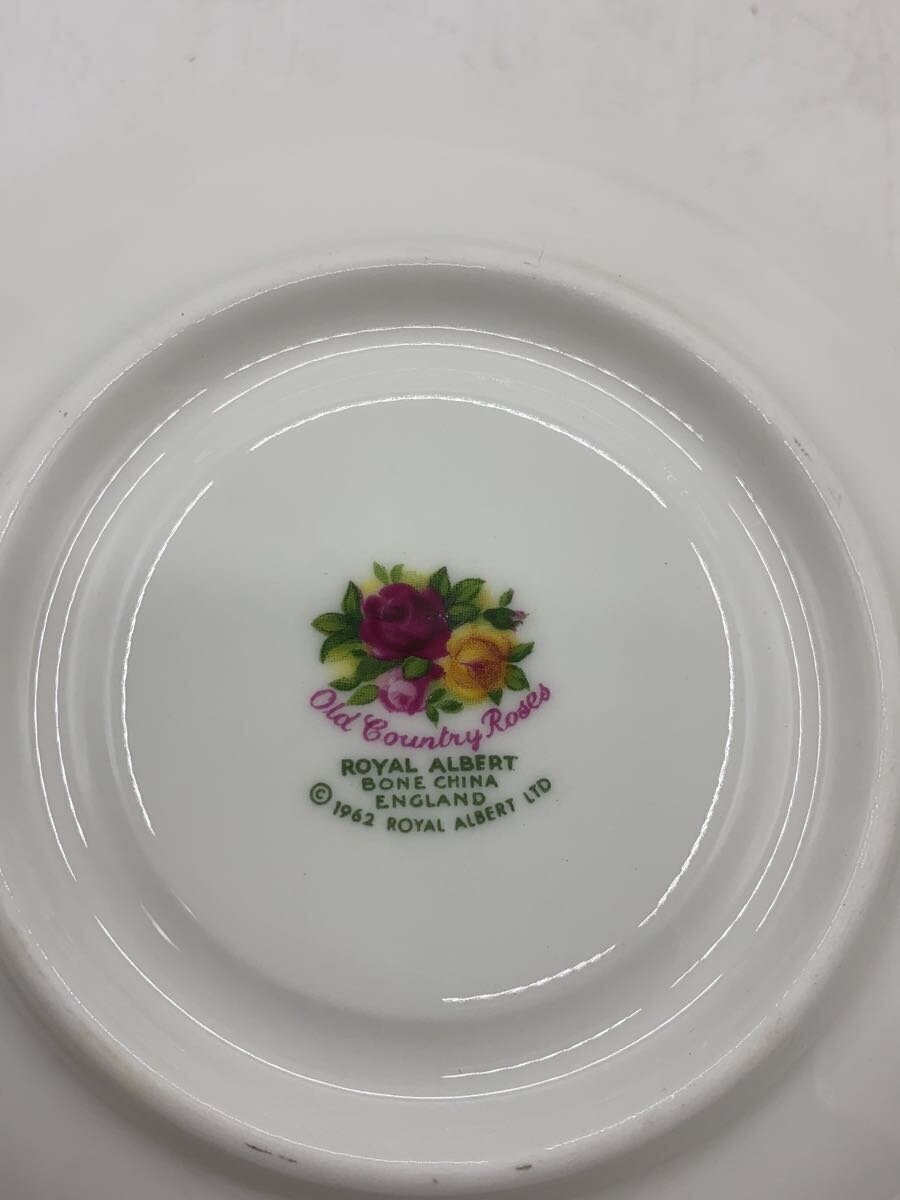 Old Country Roses
ROYAL ALBERT
BONE CHINA
ENGLAND
© 1962 ROYAL ALBERT LTD